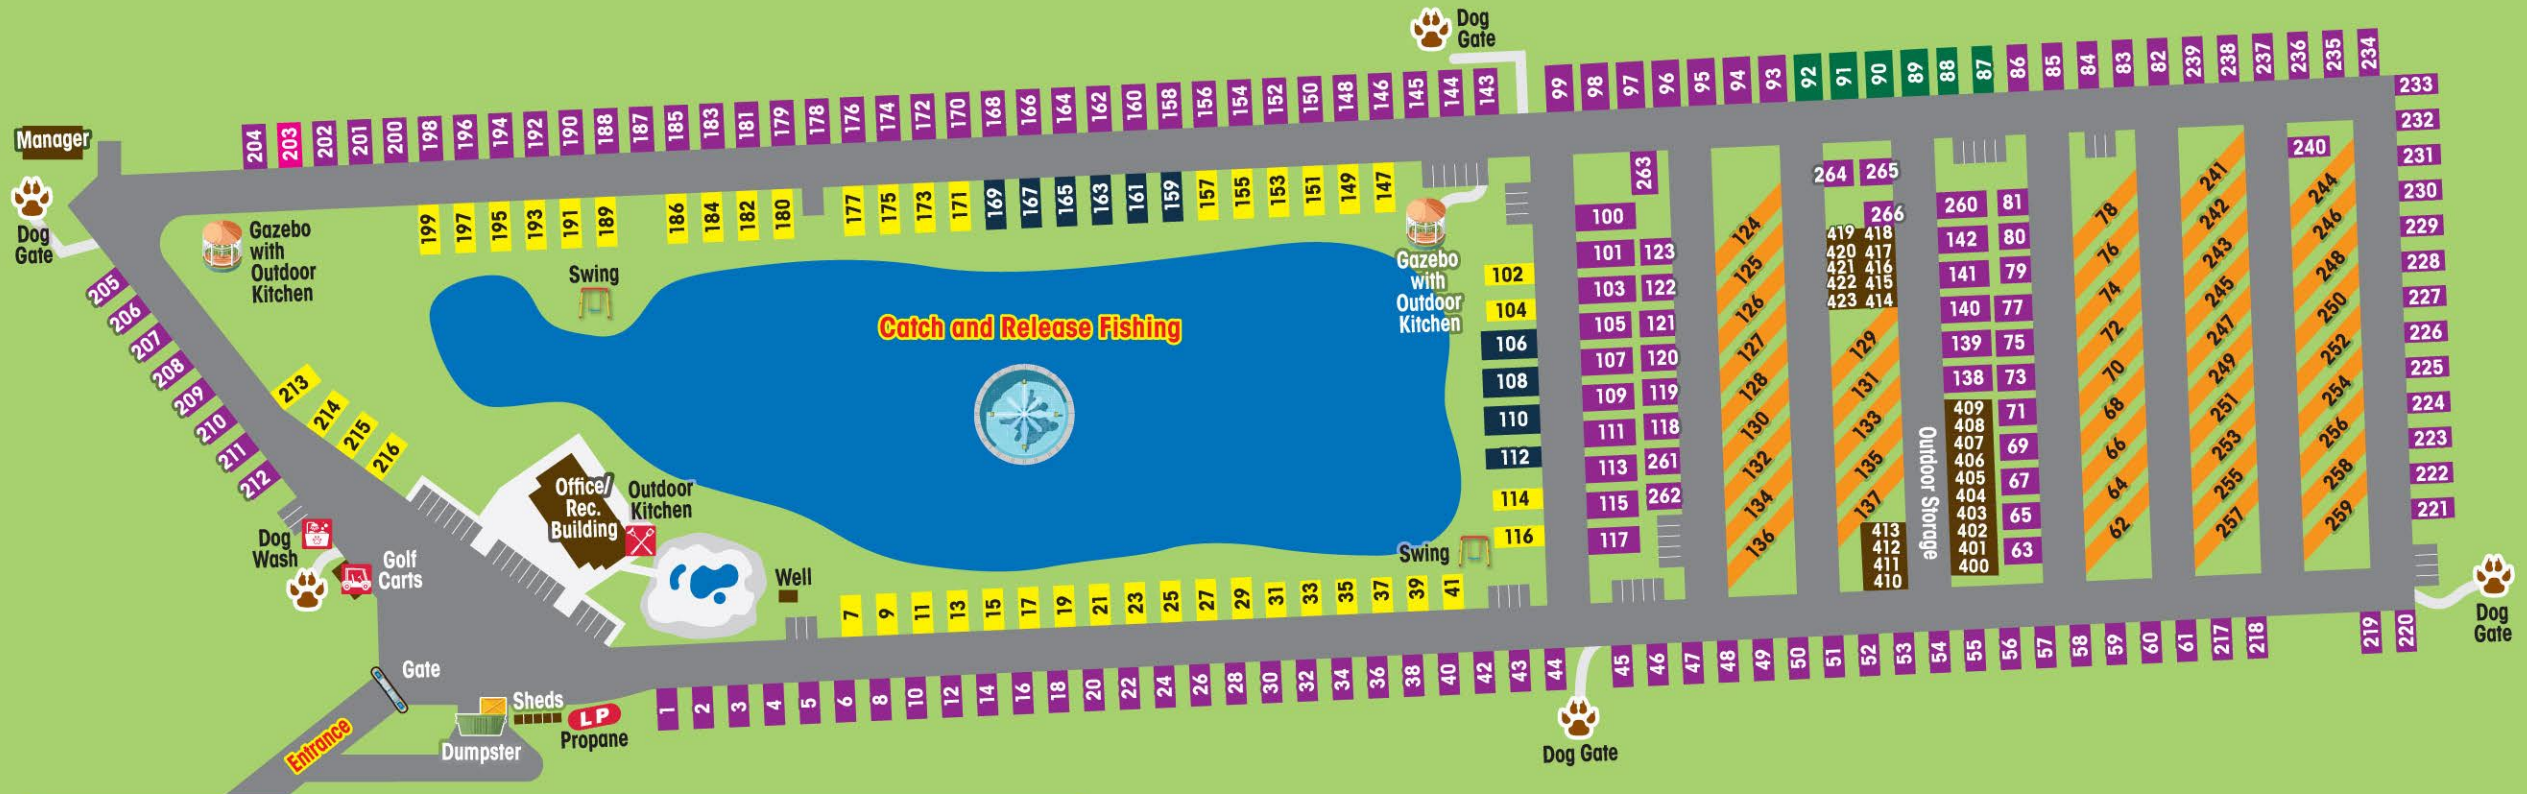 Dog
Gate
Manager
Dog
Gate
204 203 202 201 200 198 196 194 192 190 188 187 185 183 181 179 178 176 174 172 170 168 166 164 162 160 158 156 154 152 150 148 146 145 144 143
99 98 97 96 95 94 93 92 91 90 89 88 87 86 85 84 83 82 239 238 237 236 235 234
233
232
231
230
229
228
227
226
225
224
223
222
221
199 197 195 193 191 189 186 184 182 180 177 175 173 171 169 167 165 163 161 159 157 155 153 151 149 147
Gazebo
with
Outdoor
Kitchen
Swing
Catch and Release Fishing
Gazebo
with
Outdoor
Kitchen
102
104
106
108
110
112
114
116
Swing
263
100
101 123
103 122
105 121
107 120
109 119
111 118
113 261
115 262
117
124
125
126
127
128
130
132
134
136
264 265
266
419 418
420 417
421 416
422 415
423 414
129
131
133
135
137
413
412
411
410
Outdoor Storage
260 81
142 80
141 79
140 77
139 75
138 73
409
408
407
406
405
404
403
402
401
400
71
69
67
65
63
78
76
74
72
70
68
66
64
62
241
242
243
245
247
249
251
253
255
257
240
244
246
248
250
252
254
256
258
259
205
206
207
208
209
210
211
212
213
214
215
216
Office/
Rec.
Building
Outdoor
Kitchen
Dog
Wash
Golf
Carts
Well
7 9 11 13 15 17 19 21 23 25 27 29 31 33 35 37 39 41
Gate
Entrance
Sheds
Dumpster
LP
Propane
1 2 3 4 5 6 8 10 12 14 16 18 20 22 24 26 28 30 32 34 36 38 40 42 43 44
45 46 47 48 49 50 51 52 53 54 55 56 57 58 59 60 61 217 218 219 220
Dog Gate
Dog
Gate